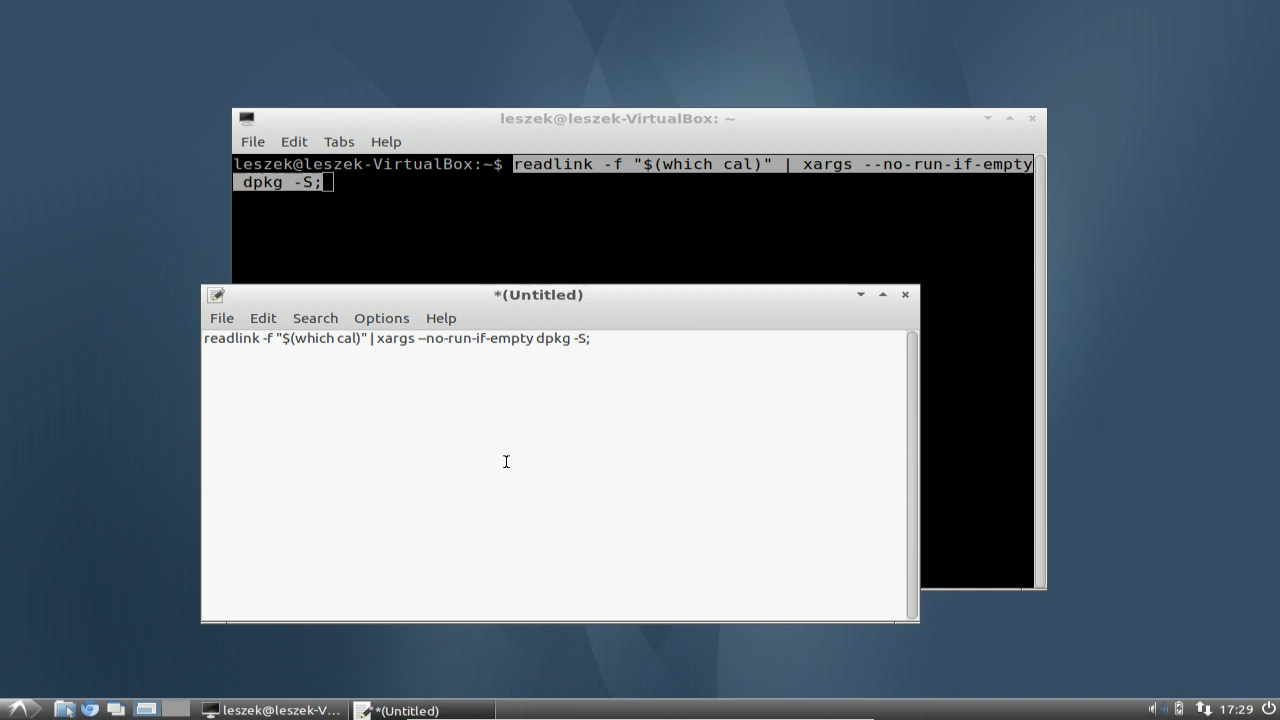 leszek@leszek-VirtualBox: ~
File Edit Tabs Help
leszek@leszek-VirtualBox:~$ readlink -f "$(which cal)" | xargs --no-run-if-empty
dpkg -S;
*(Untitled)
File Edit Search Options Help
readlink -f "$(which cal)" | xargs --no-run-if-empty dpkg -S;
leszek@leszek-V... *(Untitled) 17:29